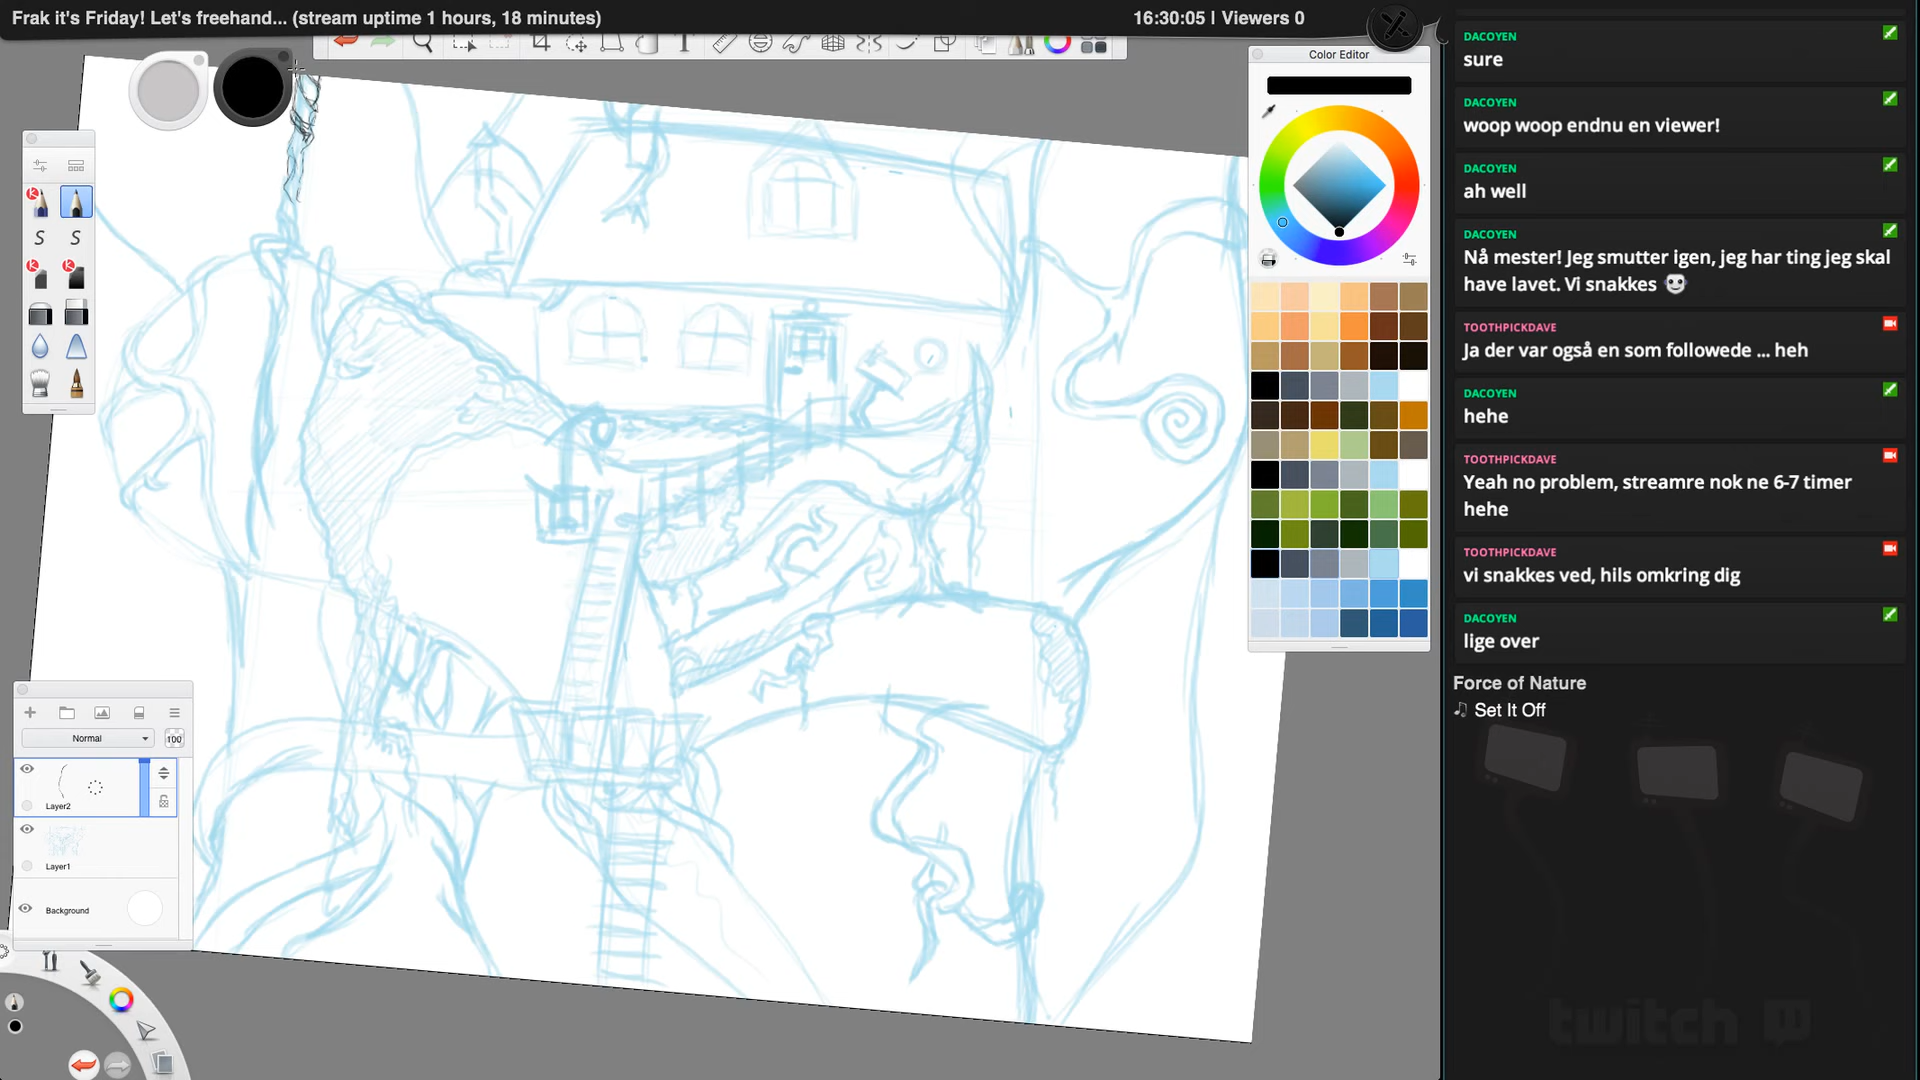 Frak it's Friday! Let's freehand... (stream uptime 1 hours, 18 minutes)
16:30:05 | Viewers 0
Color Editor
Normal
100
Layer2
Layer1
Background
DACOYEN
sure
DACOYEN
woop woop endnu en viewer!
DACOYEN
ah well
DACOYEN
Nå mester! Jeg smutter igen, jeg har ting jeg skal
have lavet. Vi snakkes
TOOTHPICKDAVE
Ja der var også en som followede ... heh
DACOYEN
hehe
TOOTHPICKDAVE
Yeah no problem, streamre nok ne 6-7 timer
hehe
TOOTHPICKDAVE
vi snakkes ved, hils omkring dig
DACOYEN
lige over
Force of Nature
Set It Off
twitch